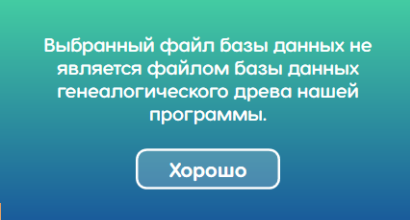 Выбранный файл базы данных не
является файлом базы данных
генеалогического древа нашей
программы.
Хорошо